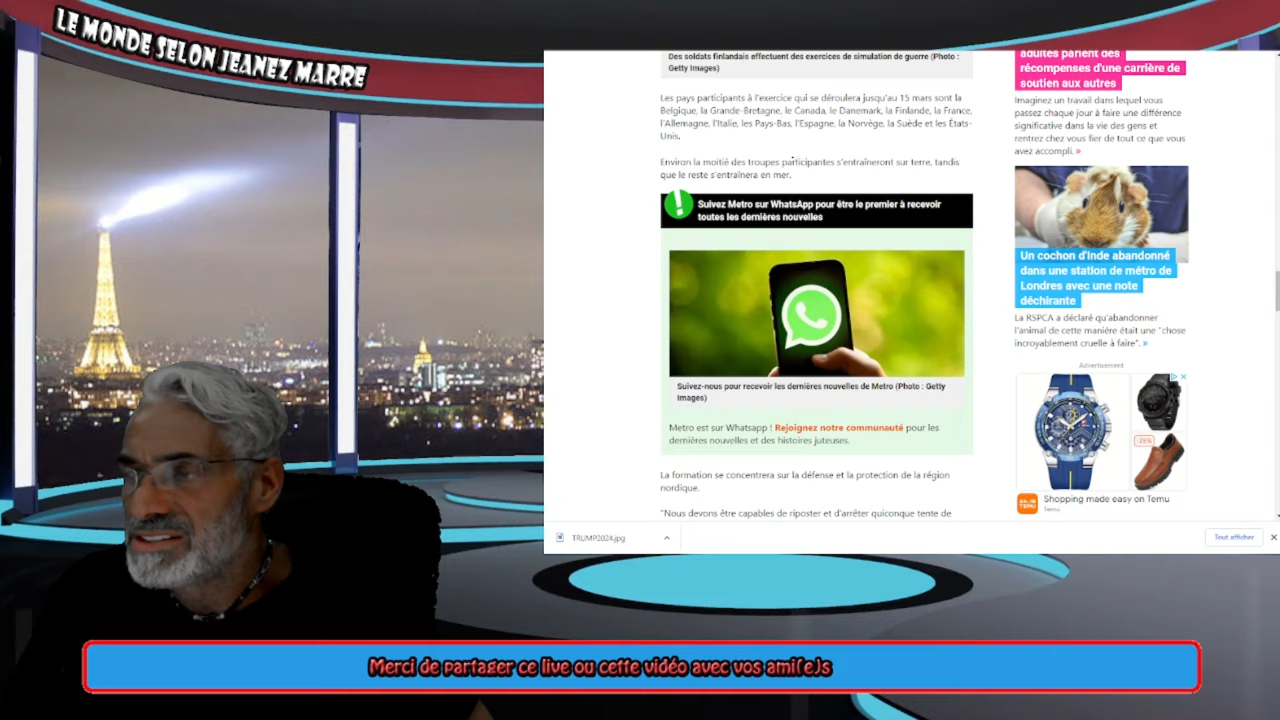 LE MONDE SELON JEANEZ MARRE
Des soldats finlandais effectuent des exercices de simulation de guerre (Photo :
Getty Images)
Les pays participants à l'exercice qui se déroulera jusqu'au 15 mars sont la
Belgique, la Grande-Bretagne, le Canada, le Danemark, la Finlande, la France,
l'Allemagne, l'Italie, les Pays-Bas, l'Espagne, la Norvège, la Suède et les États-
Unis.
Environ la moitié des troupes participantes s'entraîneront sur terre, tandis
que le reste s'entraînera en mer.
Suivez Metro sur WhatsApp pour être le premier à recevoir
toutes les dernières nouvelles
Suivez-nous pour recevoir les dernières nouvelles de Metro (Photo : Getty
Images)
Metro est sur Whatsapp ! Rejoignez notre communauté pour les
dernières nouvelles et des histoires juteuses.
La formation se concentrera sur la défense et la protection de la région
nordique.
"Nous devons être capables de riposter et d'arrêter quiconque tente de
adultes parient des
récompenses d'une carrière de
soutien aux autres
Imaginez un travail dans lequel vous
passez chaque jour à faire une différence
significative dans la vie des gens et
rentrez chez vous fier de tout ce que vous
avez accompli. »
Un cochon d'Inde abandonné
dans une station de métro de
Londres avec une note
déchirante
La RSPCA a déclaré qu'abandonner
l'animal de cette manière était une "chose
incroyablement cruelle à faire". »
Advertisement
Shopping made easy on Temu
Temu
TRUMP2024.jpg
Tout afficher
Merci de partager ce live ou cette vidéo avec vos ami(e)s